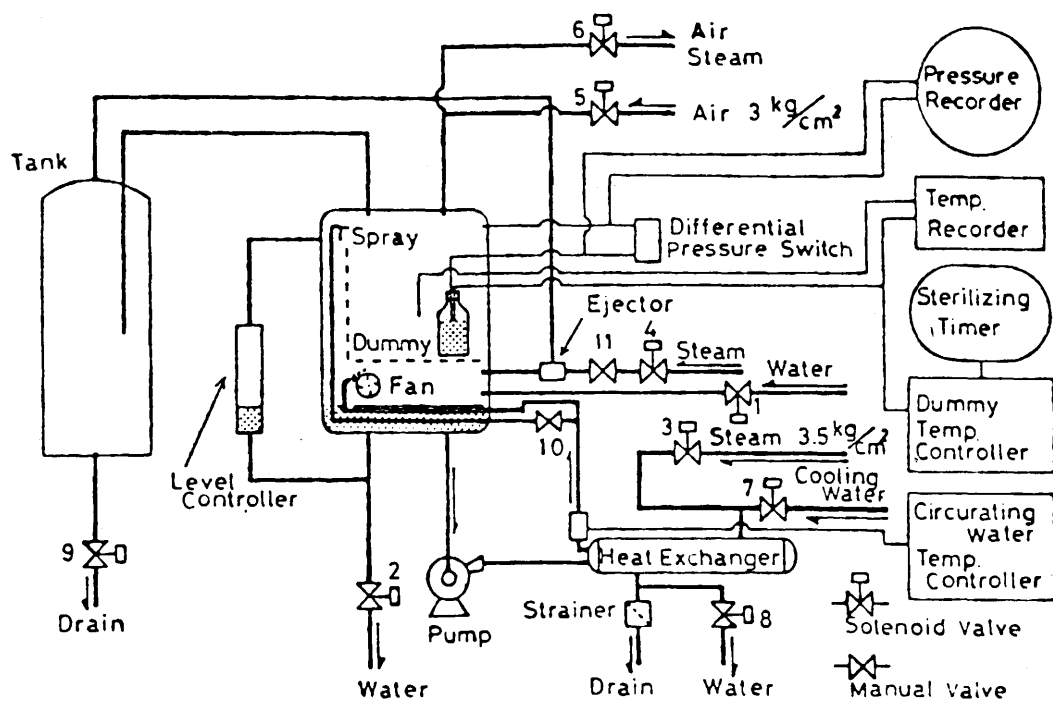 6
Air
Steam
5
Air 3 kg/cm²
Pressure
Recorder
Tank
Temp.
Recorder
Spray
Differential
Pressure Switch
Ejector
Sterilizing
Timer
Dummy
11
4
Steam
Water
Fan
1
Dummy
Temp.
Controller
10
3
Steam 3.5 kg/cm²
Cooling
Water
Level
Controller
7
Circurating
Water
Temp.
Controller
9
2
Heat Exchanger
Strainer
8
Solenoid Valve
Drain
Pump
Water
Drain
Water
Manual Valve